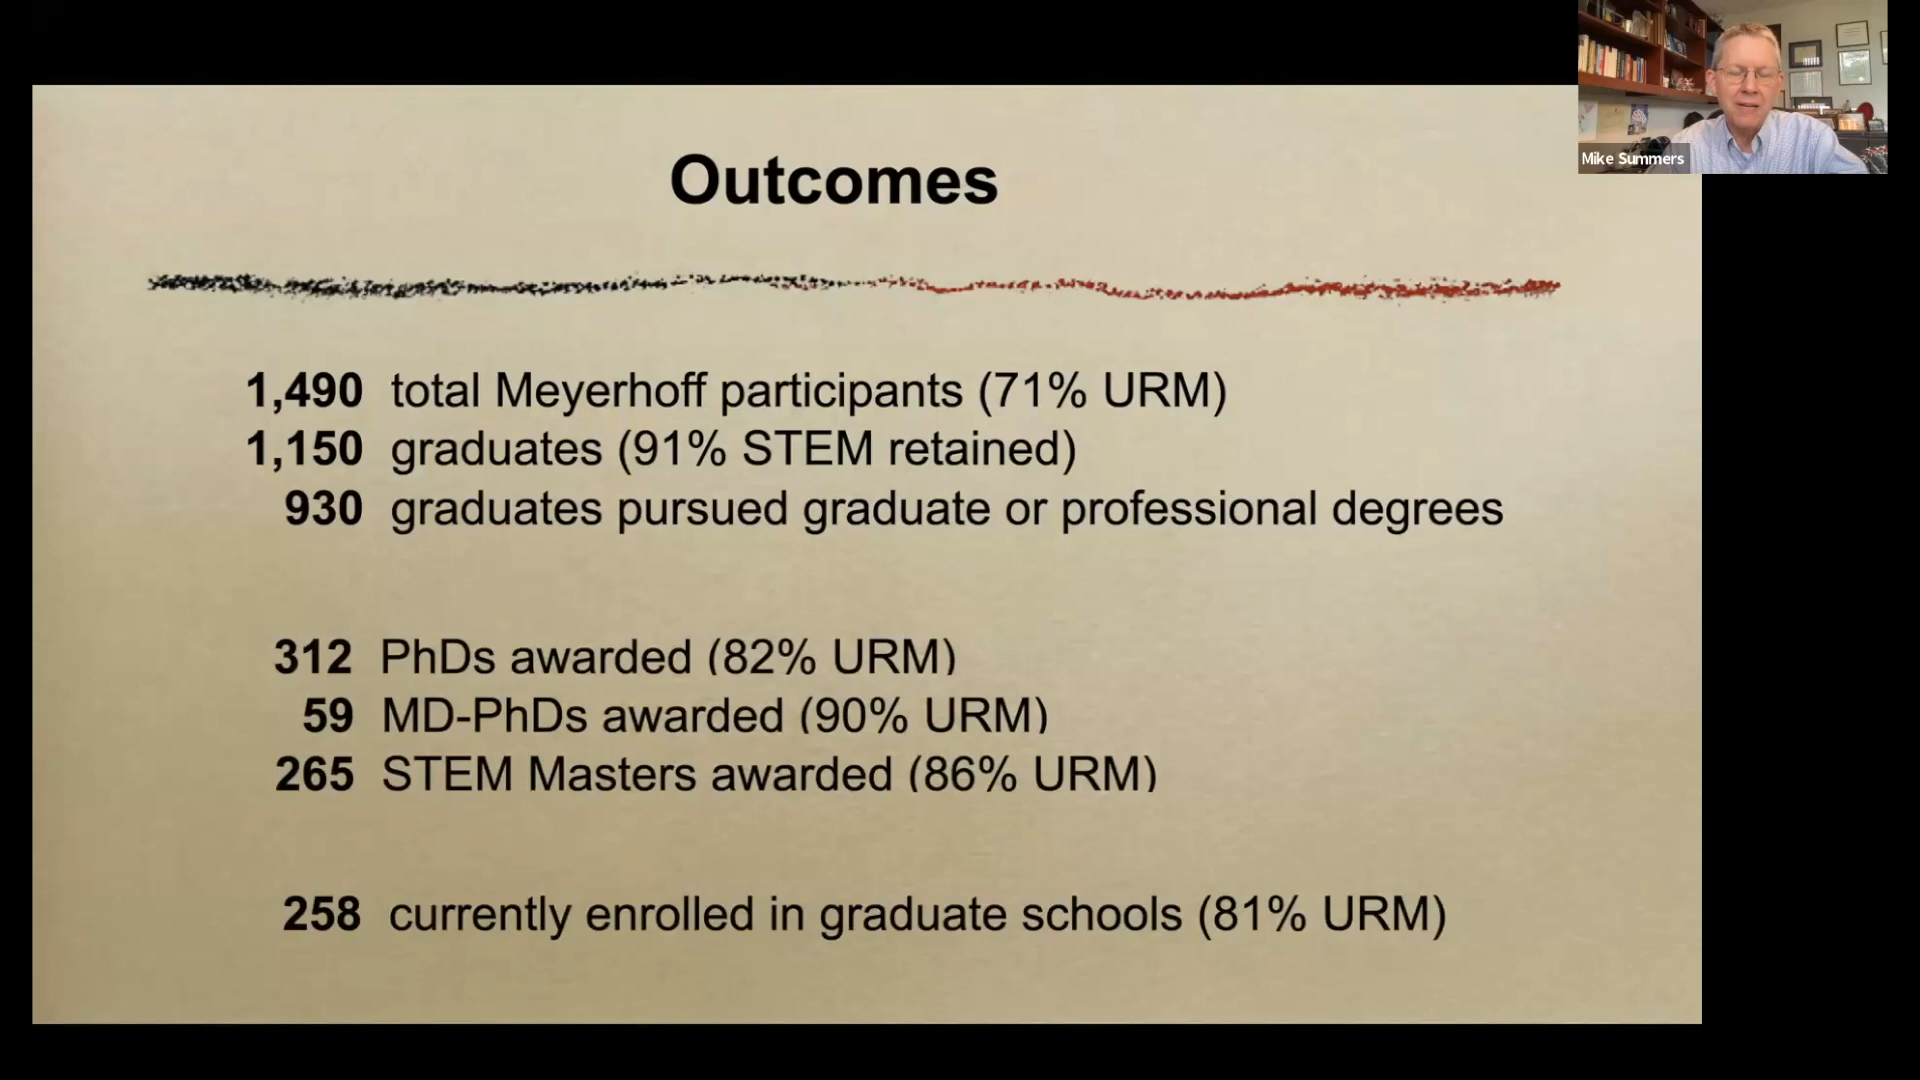 Mike Summers
Outcomes
1,490 total Meyerhoff participants (71% URM)
1,150 graduates (91% STEM retained)
930 graduates pursued graduate or professional degrees
312 PhDs awarded (82% URM)
59 MD-PhDs awarded (90% URM)
265 STEM Masters awarded (86% URM)
258 currently enrolled in graduate schools (81% URM)